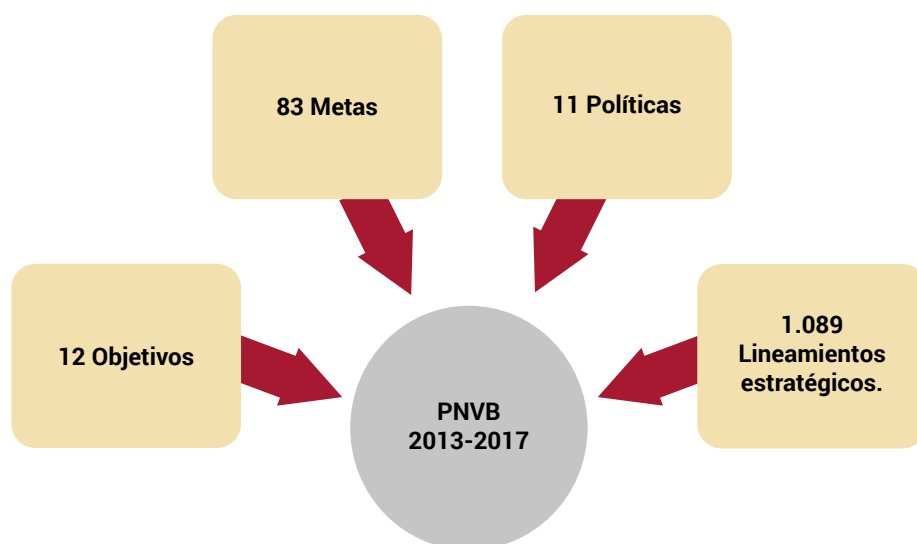 83 Metas
11 Políticas
12 Objetivos
1.089
Lineamientos
estratégicos.
PNVB
2013-2017